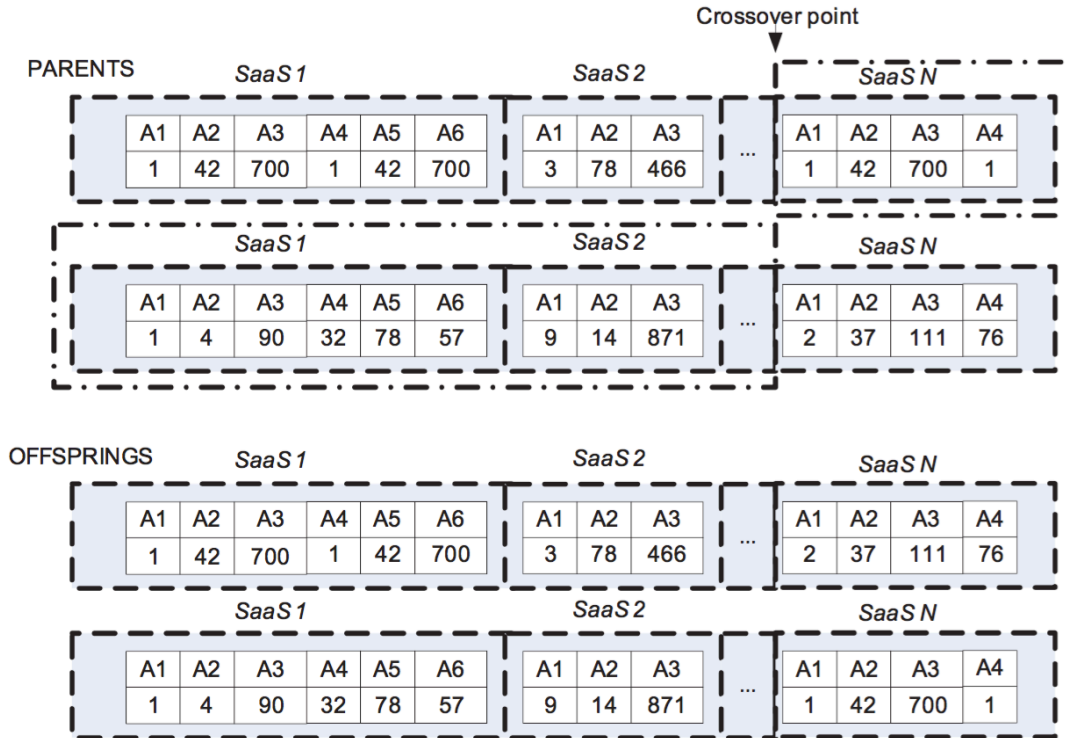 Crossover point
PARENTS SaaS 1 SaaS 2 SaaS N
A1 A2 A3 A4 A5 A6 A1 A2 A3 ... A1 A2 A3 A4
1 42 700 1 42 700 3 78 466 1 42 700 1
SaaS 1 SaaS 2 SaaS N
A1 A2 A3 A4 A5 A6 A1 A2 A3 ... A1 A2 A3 A4
1 4 90 32 78 57 9 14 871 2 37 111 76
OFFSPRINGS SaaS 1 SaaS 2 SaaS N
A1 A2 A3 A4 A5 A6 A1 A2 A3 ... A1 A2 A3 A4
1 42 700 1 42 700 3 78 466 2 37 111 76
SaaS 1 SaaS 2 SaaS N
A1 A2 A3 A4 A5 A6 A1 A2 A3 ... A1 A2 A3 A4
1 4 90 32 78 57 9 14 871 1 42 700 1